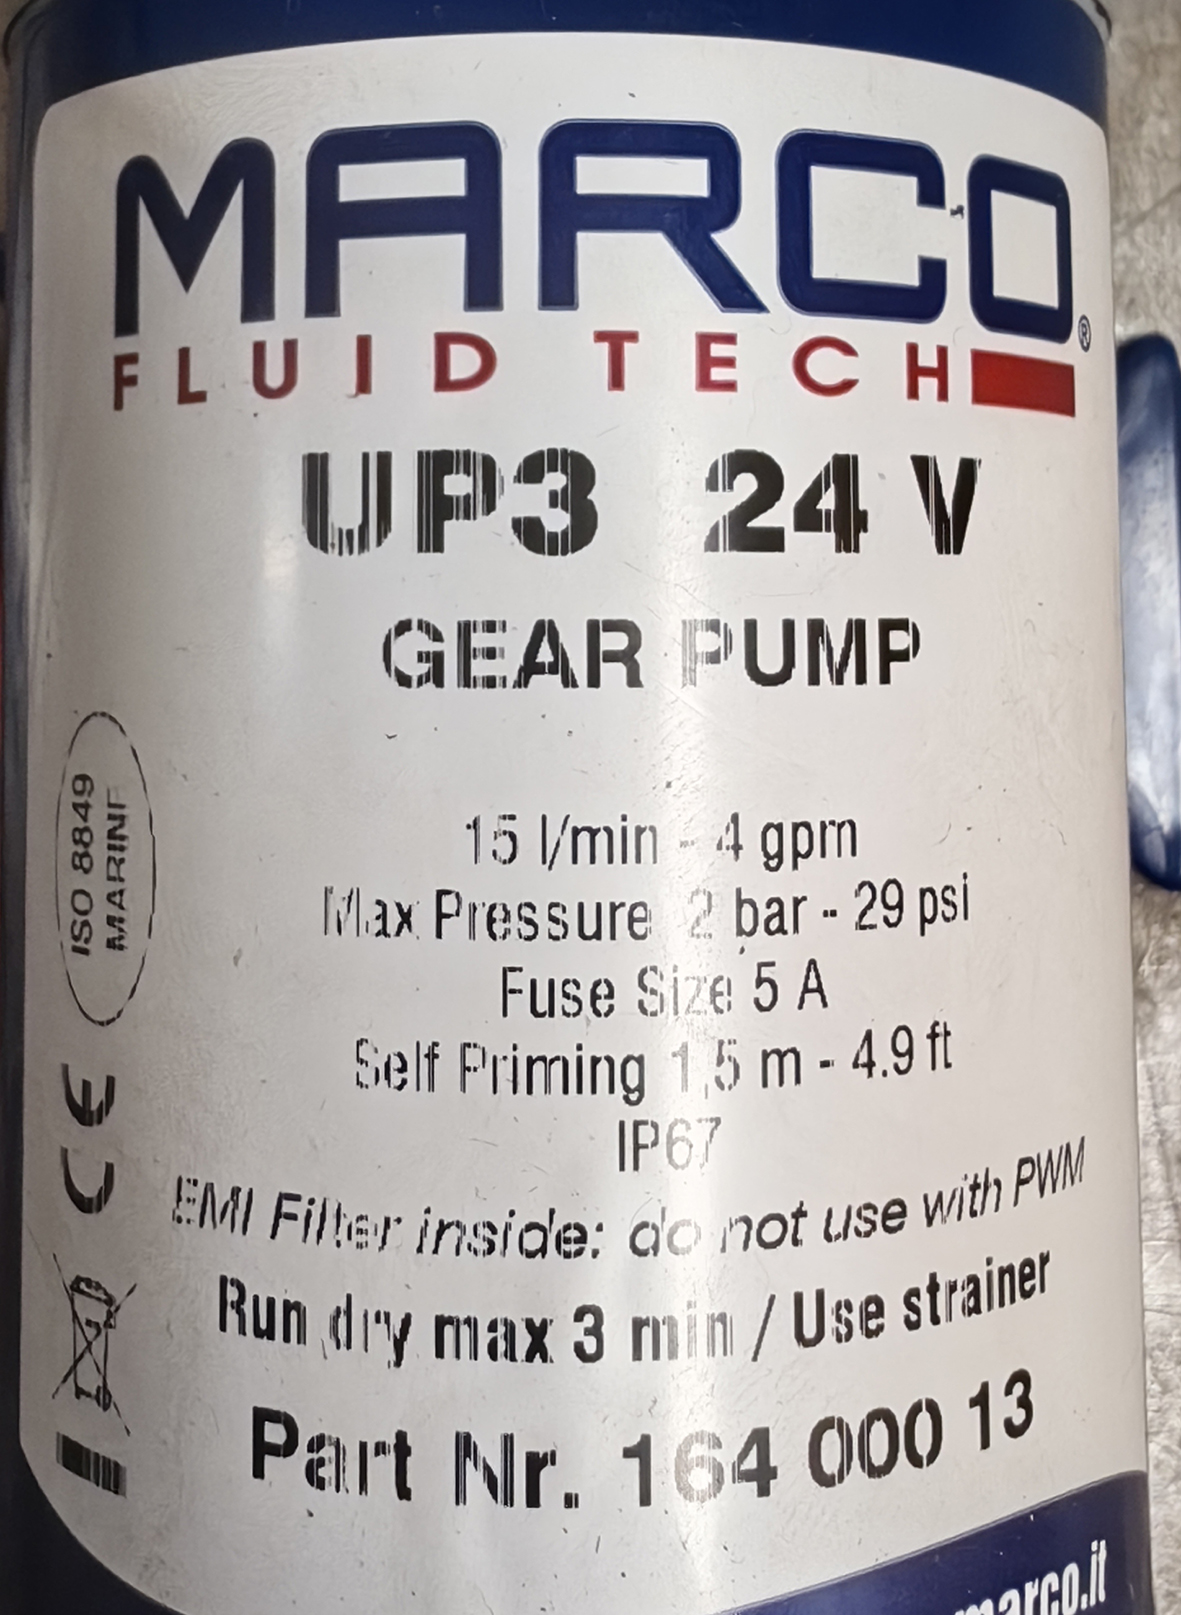 MARCO®
FLUID TECH
UP3 24 V
GEAR PUMP
15 l/min - 4 gpm
Max Pressure 2 bar - 29 psi
Fuse Size 5 A
Self Priming 1,5 m - 4.9 ft
IP67
EMI Filter inside: do not use with PWM
Run dry max 3 min / Use strainer
Part Nr. 164 000 13
ISO 8849
MARINE
CE
marco.it